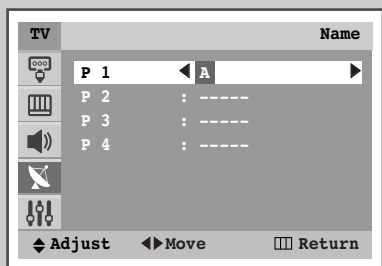 TV Name
P 1 ◀ A ▶
P 2 : -----
P 3 : -----
P 4 : -----
Adjust Move Return